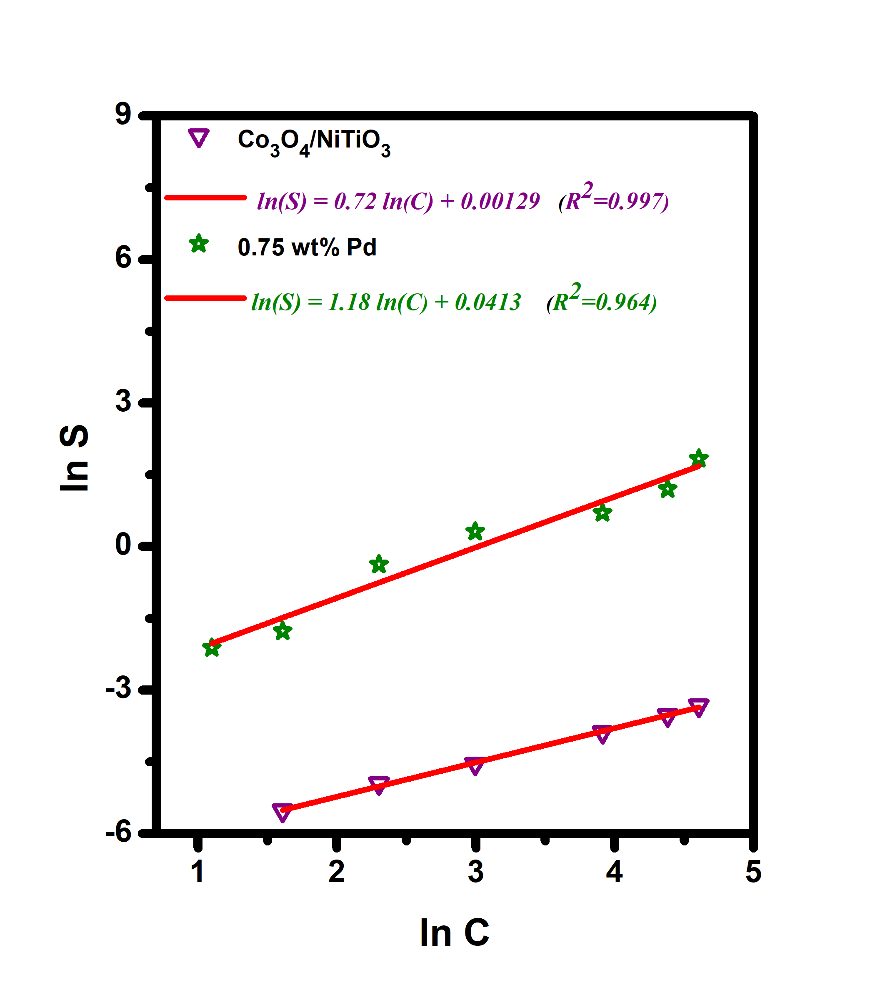 9
Co₃O₄/NiTiO₃
ln(S) = 0.72 ln(C) + 0.00129 (R²=0.997)
6
0.75 wt% Pd
ln(S) = 1.18 ln(C) + 0.0413 (R²=0.964)
3
ln S
0
-3
-6
1 2 3 4 5
ln C